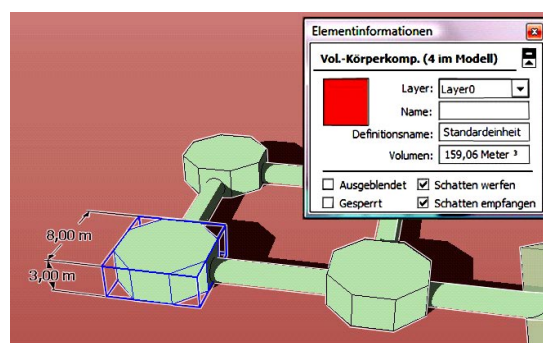 Elementinformationen
Vol.-Körperkomp. (4 im Modell)
Layer: Layer0
Name:
Definitionsname: Standardeinheit
Volumen: 159,06 Meter ³
Ausgeblendet Schatten werfen
Gesperrt Schatten empfangen
8,00 m
3,00 m